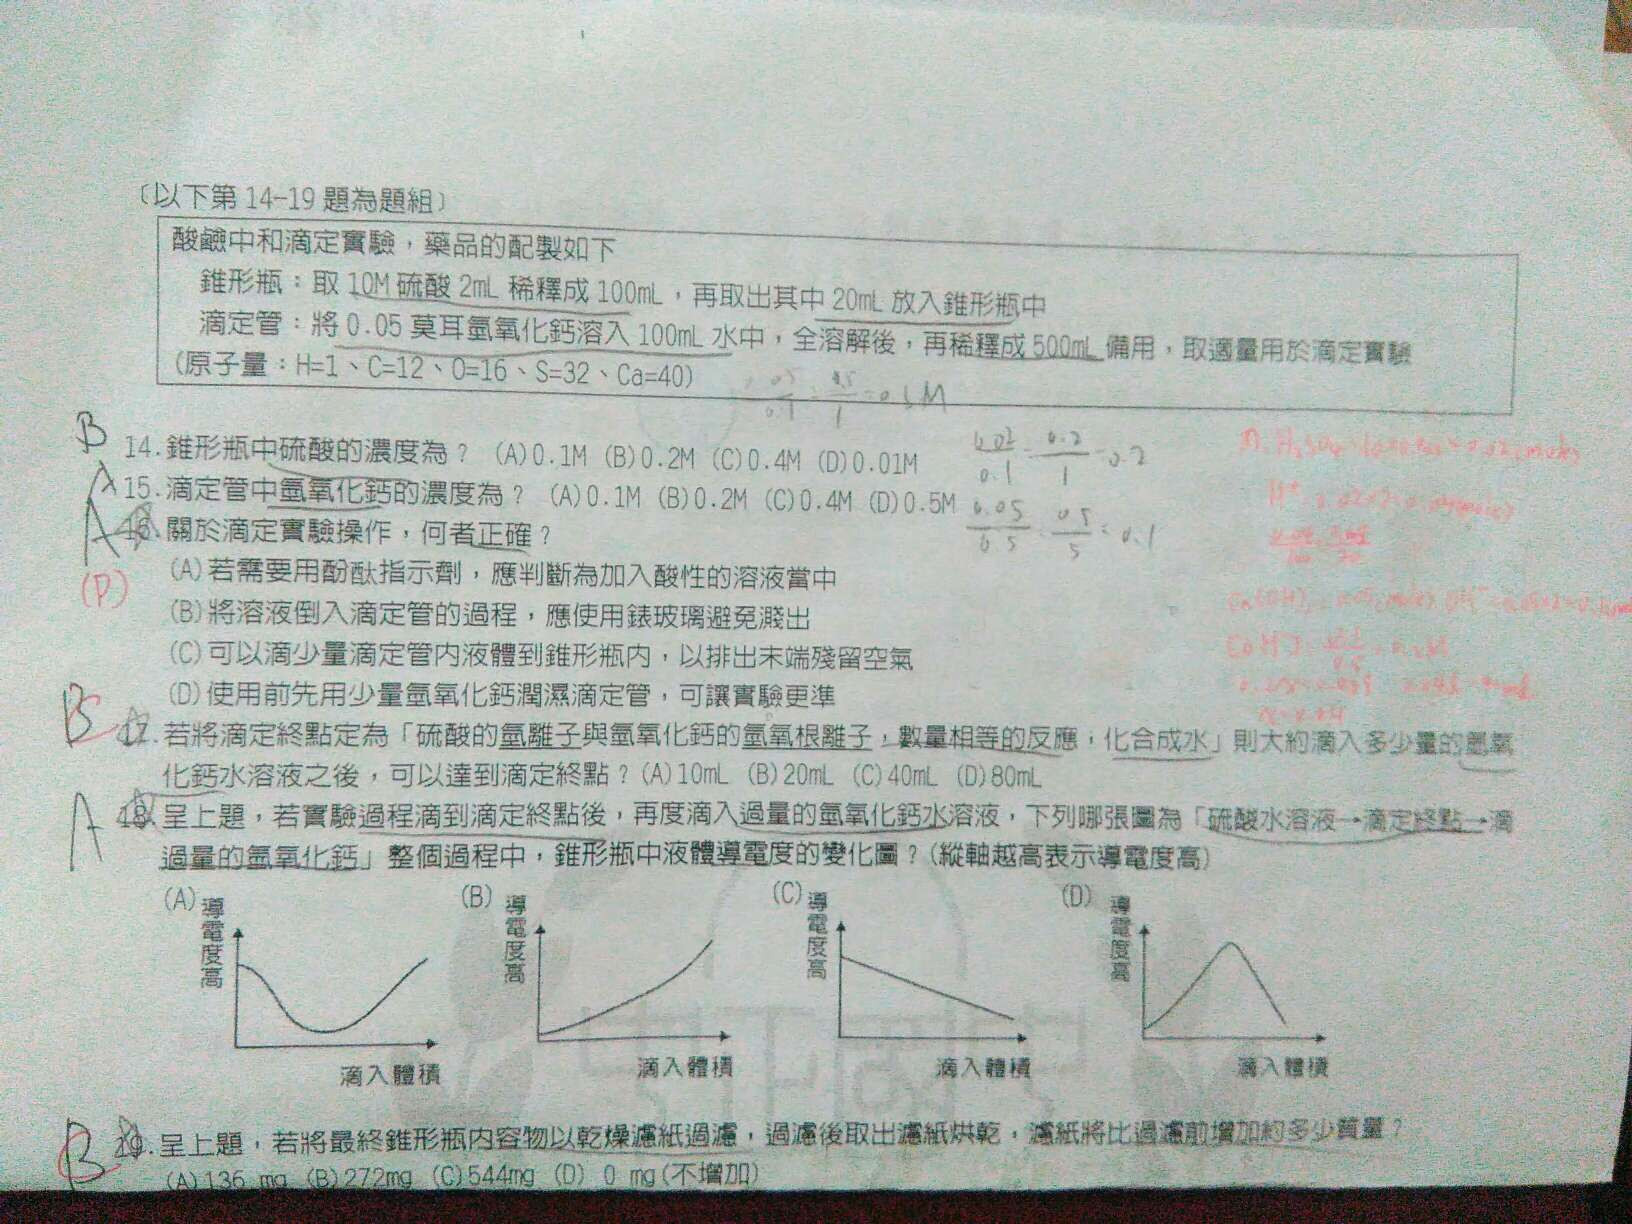 (以下第 14-19 題為題組)
酸鹼中和滴定實驗,藥品的配製如下
錐形瓶:取 10M 硫酸 2mL 稀釋成 100mL,再取出其中 20mL 放入錐形瓶中
滴定管:將 0.05 莫耳氫氧化鈣溶入 100mL 水中,全溶解後,再稀釋成 500mL 備用,取適量用於滴定實驗
(原子量:H=1、C=12、O=16、S=32、Ca=40)
B 14.錐形瓶中硫酸的濃度為? (A)0.1M (B)0.2M (C)0.4M (D)0.01M
0.02/0.1 = 0.2/1 = 0.2
A 15.滴定管中氫氧化鈣的濃度為? (A)0.1M (B)0.2M (C)0.4M (D)0.5M
0.05/0.5 = 0.5/5 = 0.1
A 16.關於滴定實驗操作,何者正確?
(D)
(A)若需要用酚酞指示劑,應判斷為加入酸性的溶液當中
(B)將溶液倒入滴定管的過程,應使用錶玻璃避免濺出
(C)可以滴少量滴定管內液體到錐形瓶內,以排出末端殘留空氣
(D)使用前先用少量氫氧化鈣潤濕滴定管,可讓實驗更準
B 17.若將滴定終點定為「硫酸的氫離子與氫氧化鈣的氫氧根離子,數量相等的反應,化合成水」則大約滴入多少量的氫氧
化鈣水溶液之後,可以達到滴定終點?(A)10mL (B)20mL (C)40mL (D)80mL
A 18.呈上題,若實驗過程滴到滴定終點後,再度滴入過量的氫氧化鈣水溶液,下列哪張圖為「硫酸水溶液→滴定終點→滴
過量的氫氧化鈣」整個過程中,錐形瓶中液體導電度的變化圖?(縱軸越高表示導電度高)
(A) 導電度高 滴入體積
(B) 導電度高 滴入體積
(C) 導電度高 滴入體積
(D) 導電度高 滴入體積
B 19.呈上題,若將最終錐形瓶內容物以乾燥濾紙過濾,過濾後取出濾紙烘乾,濾紙將比過濾前增加約多少質量?
(A)136 mg (B)272mg (C)544mg (D) 0 mg(不增加)